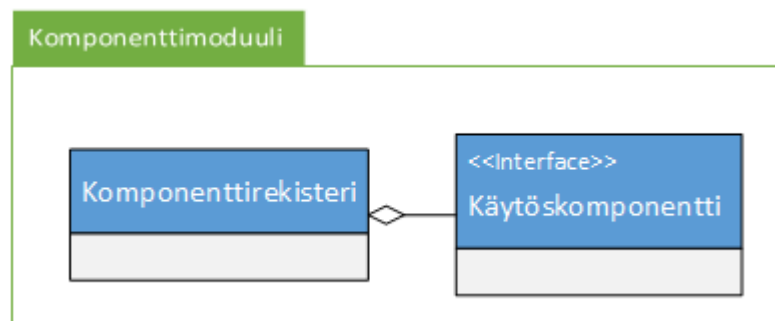 Komponenttimoduuli
Komponenttirekisteri
<<Interface>>
Käytöskomponentti